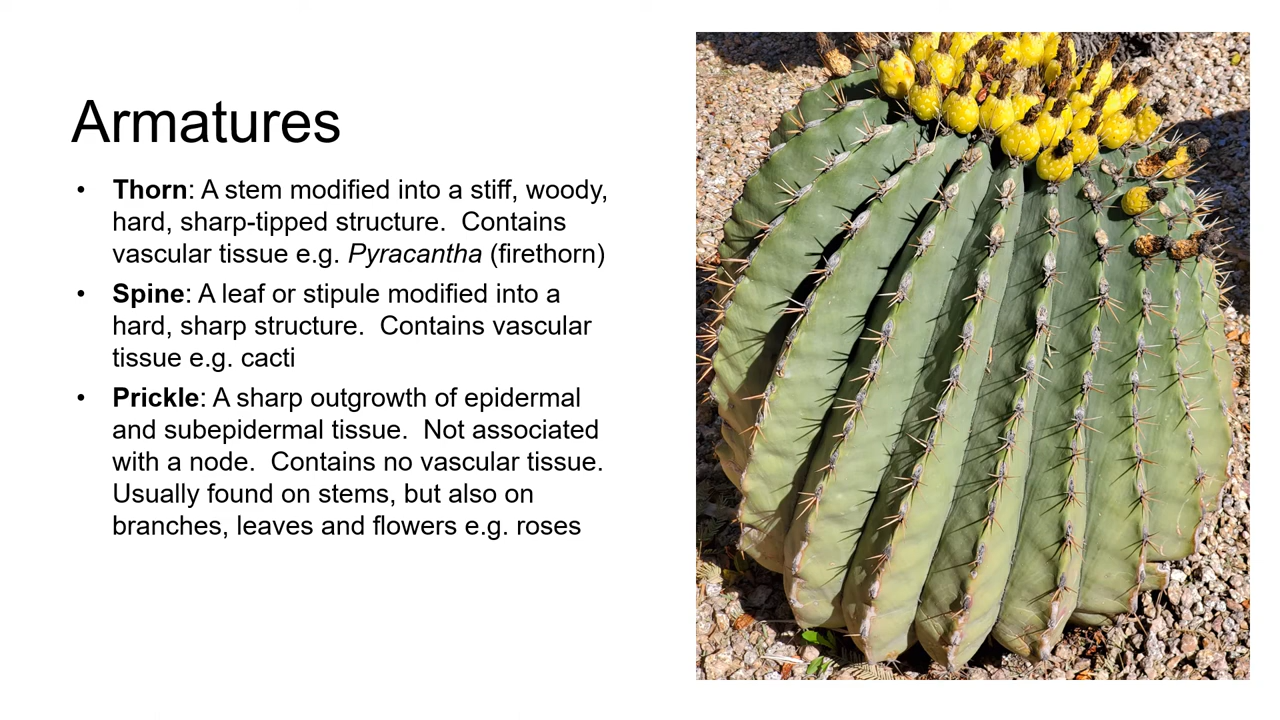 Armatures
• Thorn: A stem modified into a stiff, woody,
hard, sharp-tipped structure.  Contains
vascular tissue e.g. Pyracantha (firethorn)
• Spine: A leaf or stipule modified into a
hard, sharp structure.  Contains vascular
tissue e.g. cacti
• Prickle: A sharp outgrowth of epidermal
and subepidermal tissue.  Not associated
with a node.  Contains no vascular tissue.
Usually found on stems, but also on
branches, leaves and flowers e.g. roses